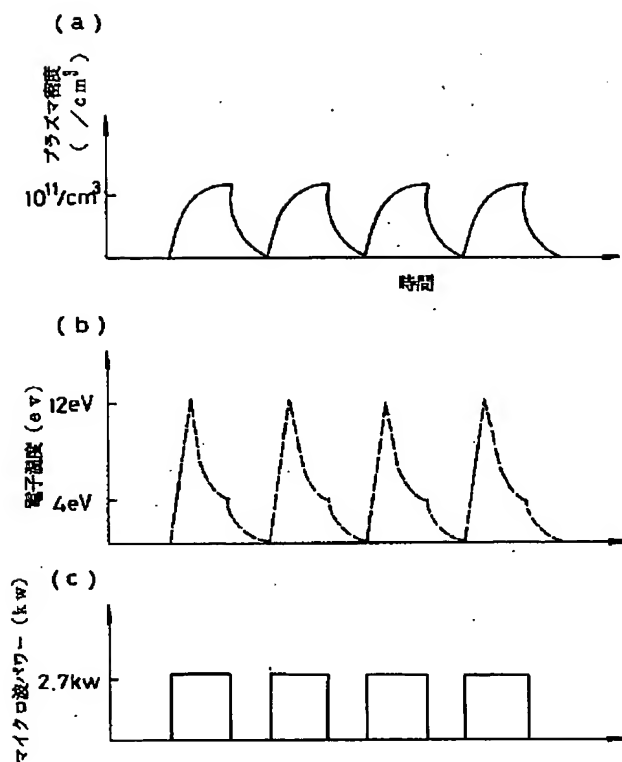 (a)
プラズマ密度
( /cm³ )
10¹¹/cm³
時間
(b)
電子温度(ev)
12eV
4eV
(c)
マイクロ波パワー(kw)
2.7kw